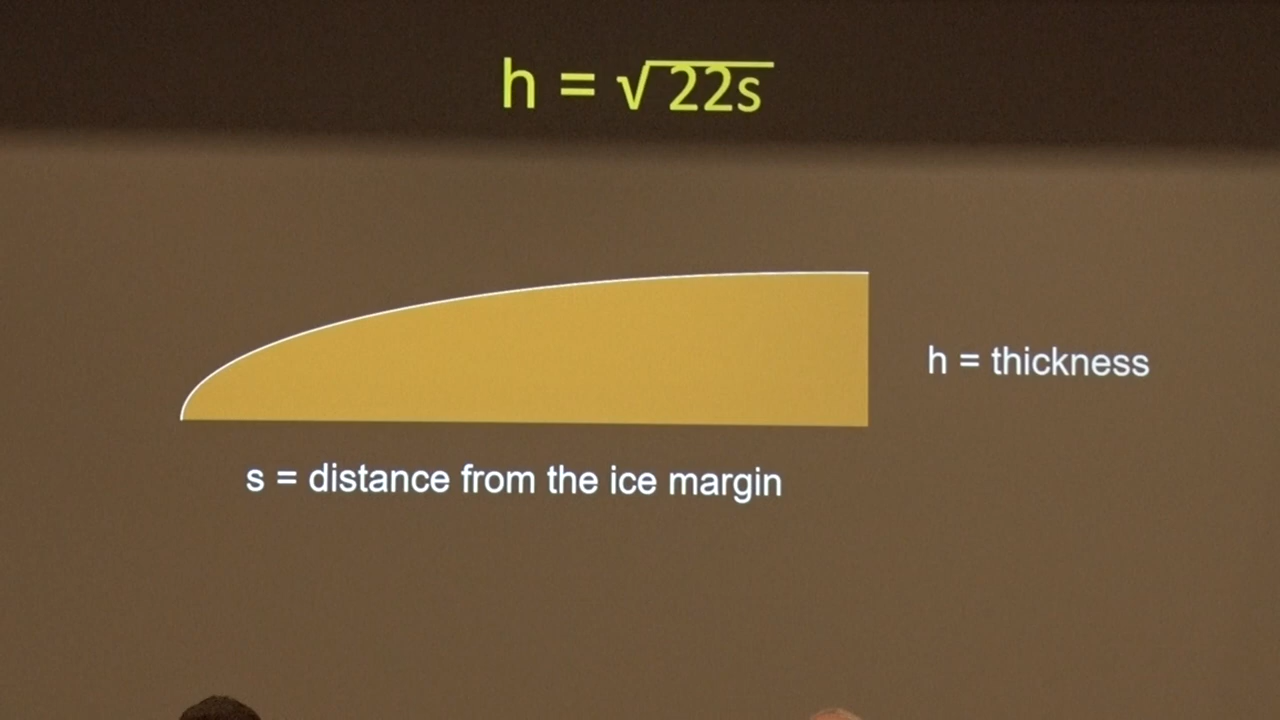 h = √22s
h = thickness
s = distance from the ice margin